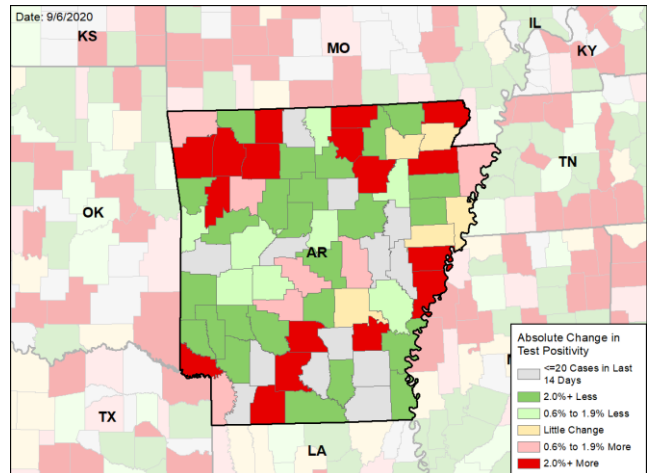 Date: 9/6/2020
KS
MO
IL
KY
OK
AR
TN
TX
LA
Absolute Change in
Test Positivity
<=20 Cases in Last
14 Days
2.0%+ Less
0.6% to 1.9% Less
Little Change
0.6% to 1.9% More
2.0%+ More